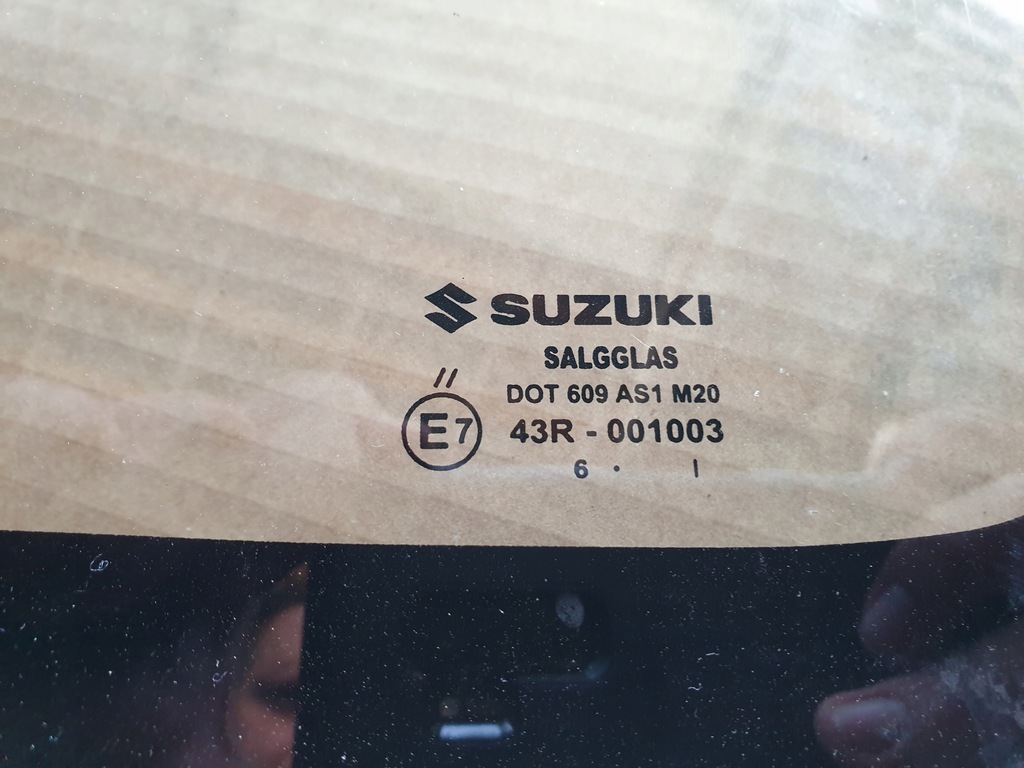 SUZUKI
SALGGLAS
//
DOT 609 AS1 M20
E7 43R - 001003
6 · I